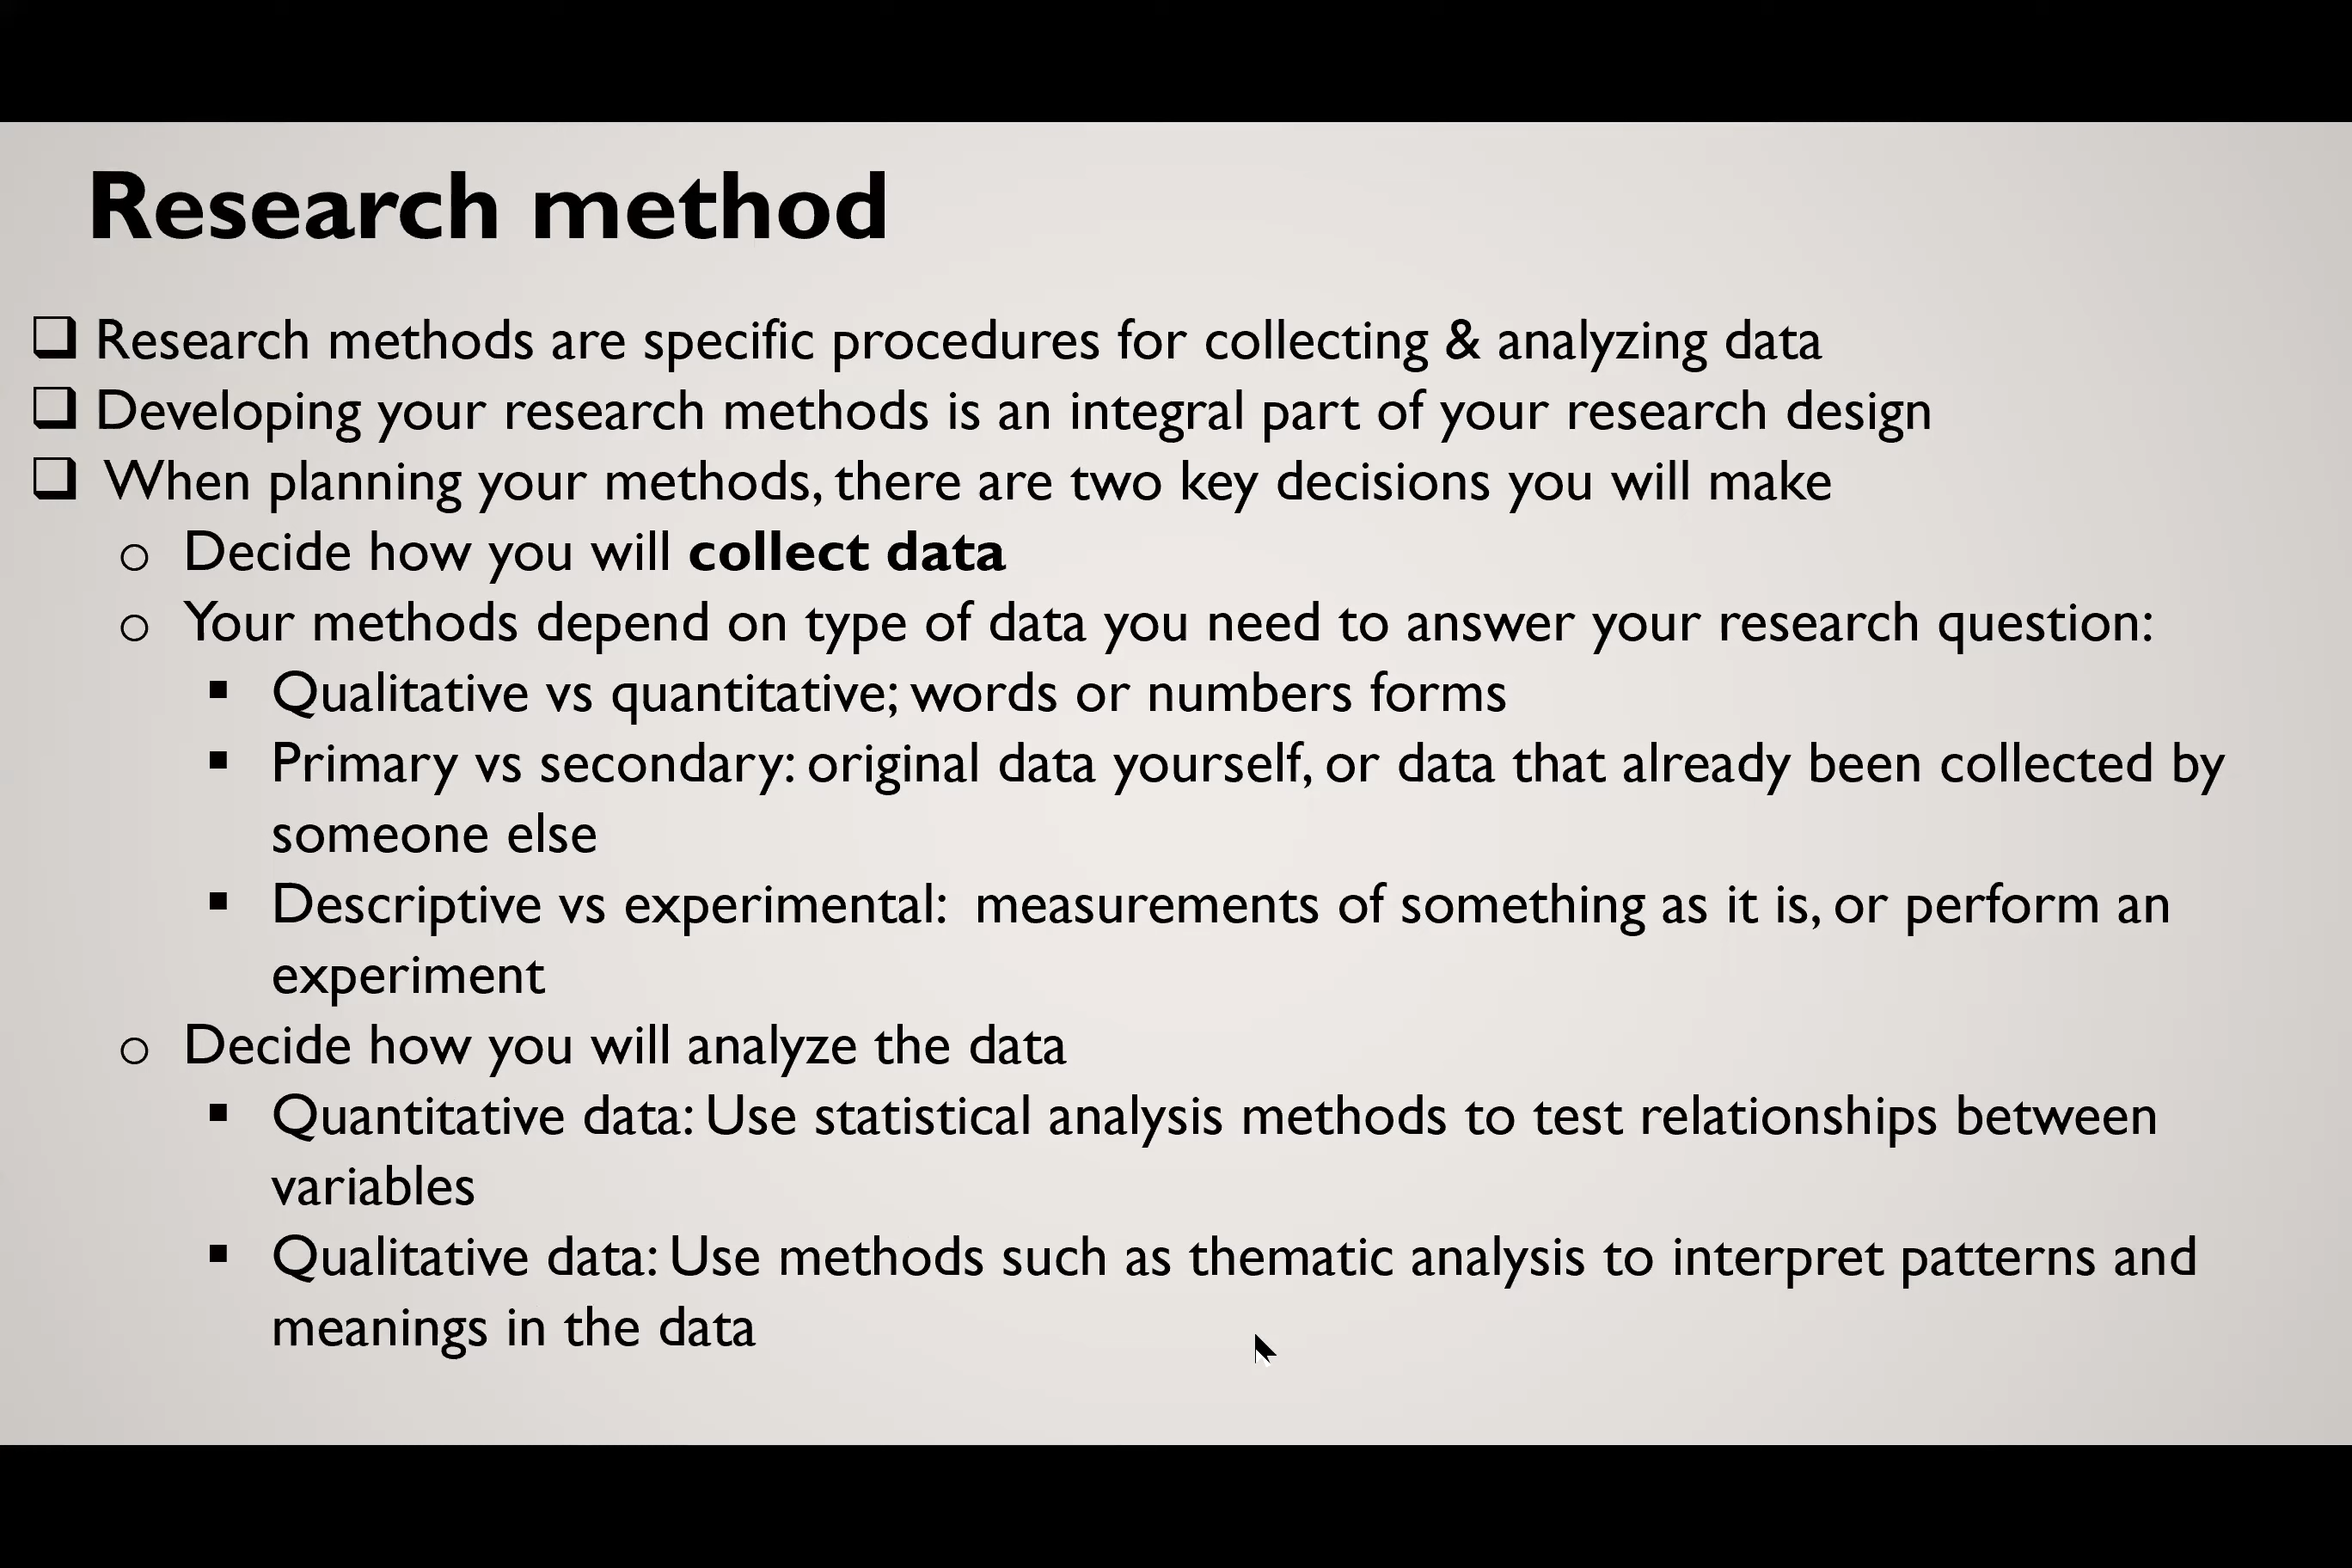 Research method
❑ Research methods are specific procedures for collecting & analyzing data
❑ Developing your research methods is an integral part of your research design
❑ When planning your methods, there are two key decisions you will make
o Decide how you will collect data
o Your methods depend on type of data you need to answer your research question:
▪ Qualitative vs quantitative; words or numbers forms
▪ Primary vs secondary: original data yourself, or data that already been collected by
someone else
▪ Descriptive vs experimental:  measurements of something as it is, or perform an
experiment
o Decide how you will analyze the data
▪ Quantitative data: Use statistical analysis methods to test relationships between
variables
▪ Qualitative data: Use methods such as thematic analysis to interpret patterns and
meanings in the data